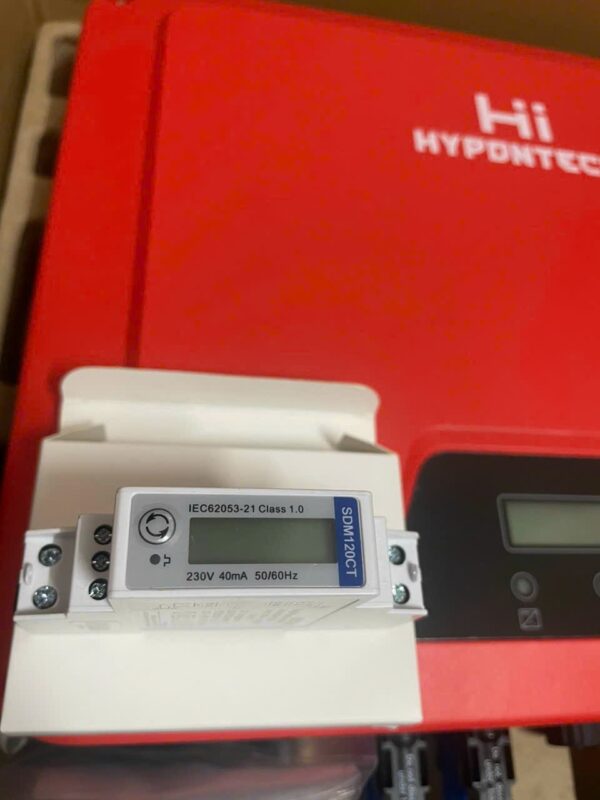 Hi
HYPONTEC
IEC62053-21 Class 1.0
SDM120CT
230V 40mA 50/60Hz